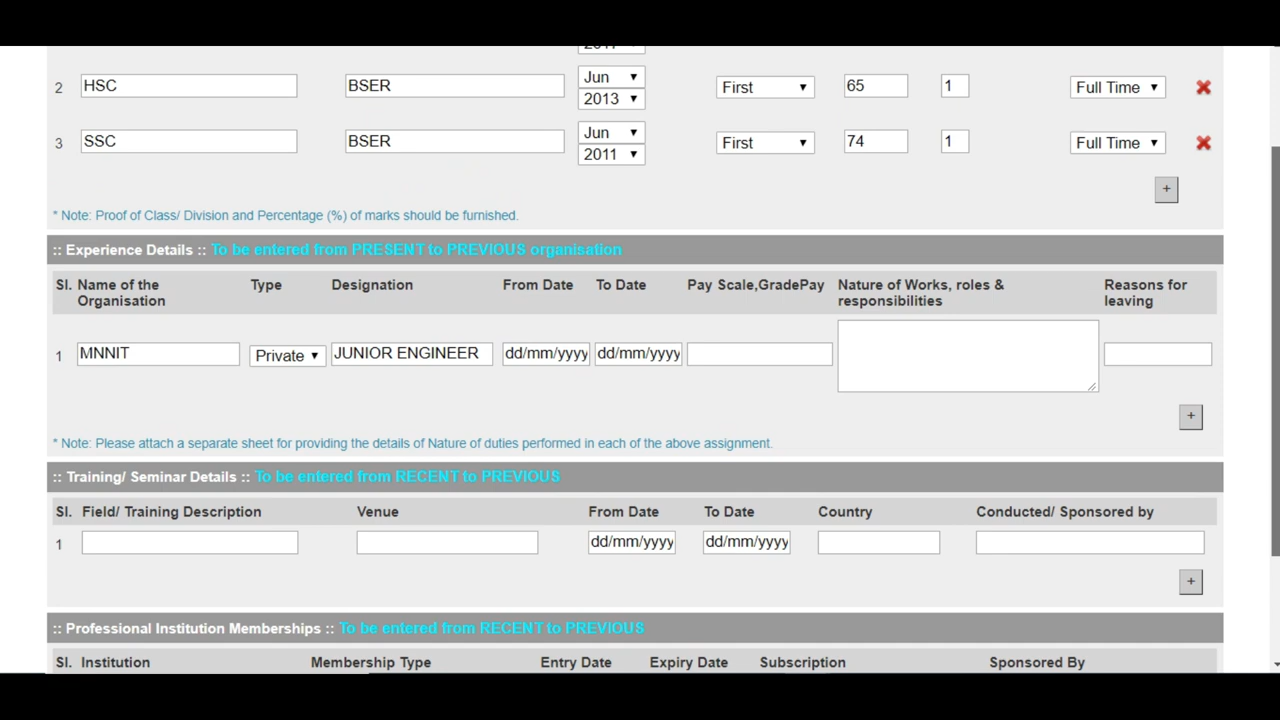 Jun
2 HSC BSER First 65 1 Full Time
2013
Jun
3 SSC BSER First 74 1 Full Time
2011
+
* Note: Proof of Class/ Division and Percentage (%) of marks should be furnished.
:: Experience Details :: To be entered from PRESENT to PREVIOUS organisation
Sl. Name of the Organisation Type Designation From Date To Date Pay Scale,GradePay Nature of Works, roles & responsibilities Reasons for leaving
1 MNNIT Private JUNIOR ENGINEER dd/mm/yyyy dd/mm/yyyy
+
* Note: Please attach a separate sheet for providing the details of Nature of duties performed in each of the above assignment.
:: Training/ Seminar Details :: To be entered from RECENT to PREVIOUS
Sl. Field/ Training Description Venue From Date To Date Country Conducted/ Sponsored by
1 dd/mm/yyyy dd/mm/yyyy
+
:: Professional Institution Memberships :: To be entered from RECENT to PREVIOUS
Sl. Institution Membership Type Entry Date Expiry Date Subscription Sponsored By